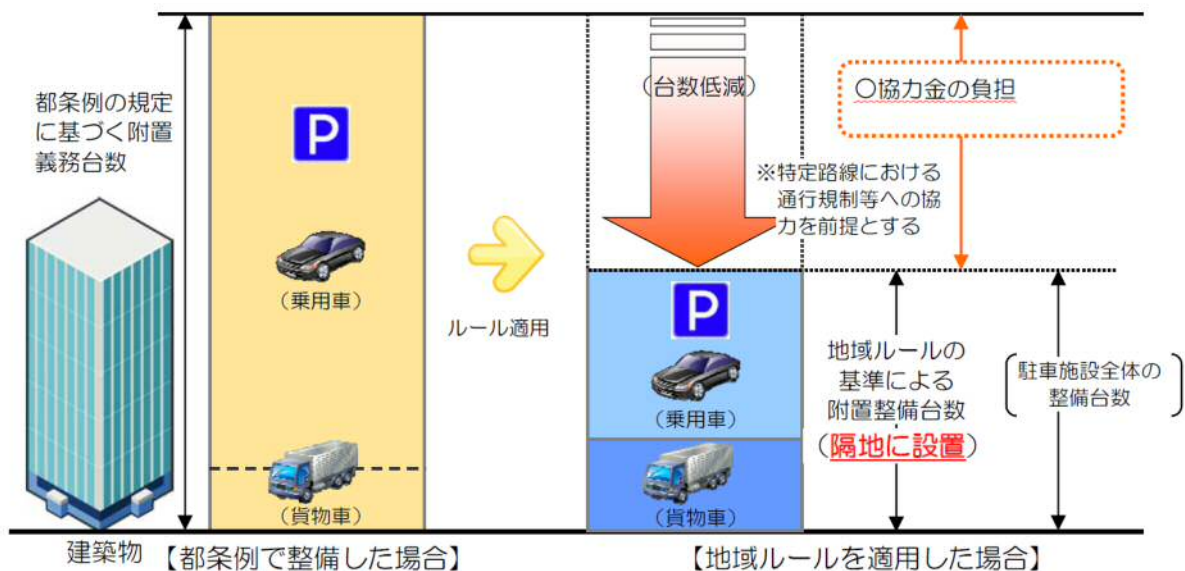 都条例の規定
に基づく附置
義務台数
P
(乗用車)
(貨物車)
建築物
【都条例で整備した場合】
ルール適用
(台数低減)
〇協力金の負担
※特定路線における
通行規制等への協
力を前提とする
P
(乗用車)
(貨物車)
地域ルールの
基準による
附置整備台数
(隔地に設置)
駐車施設全体の
整備台数
【地域ルールを適用した場合】